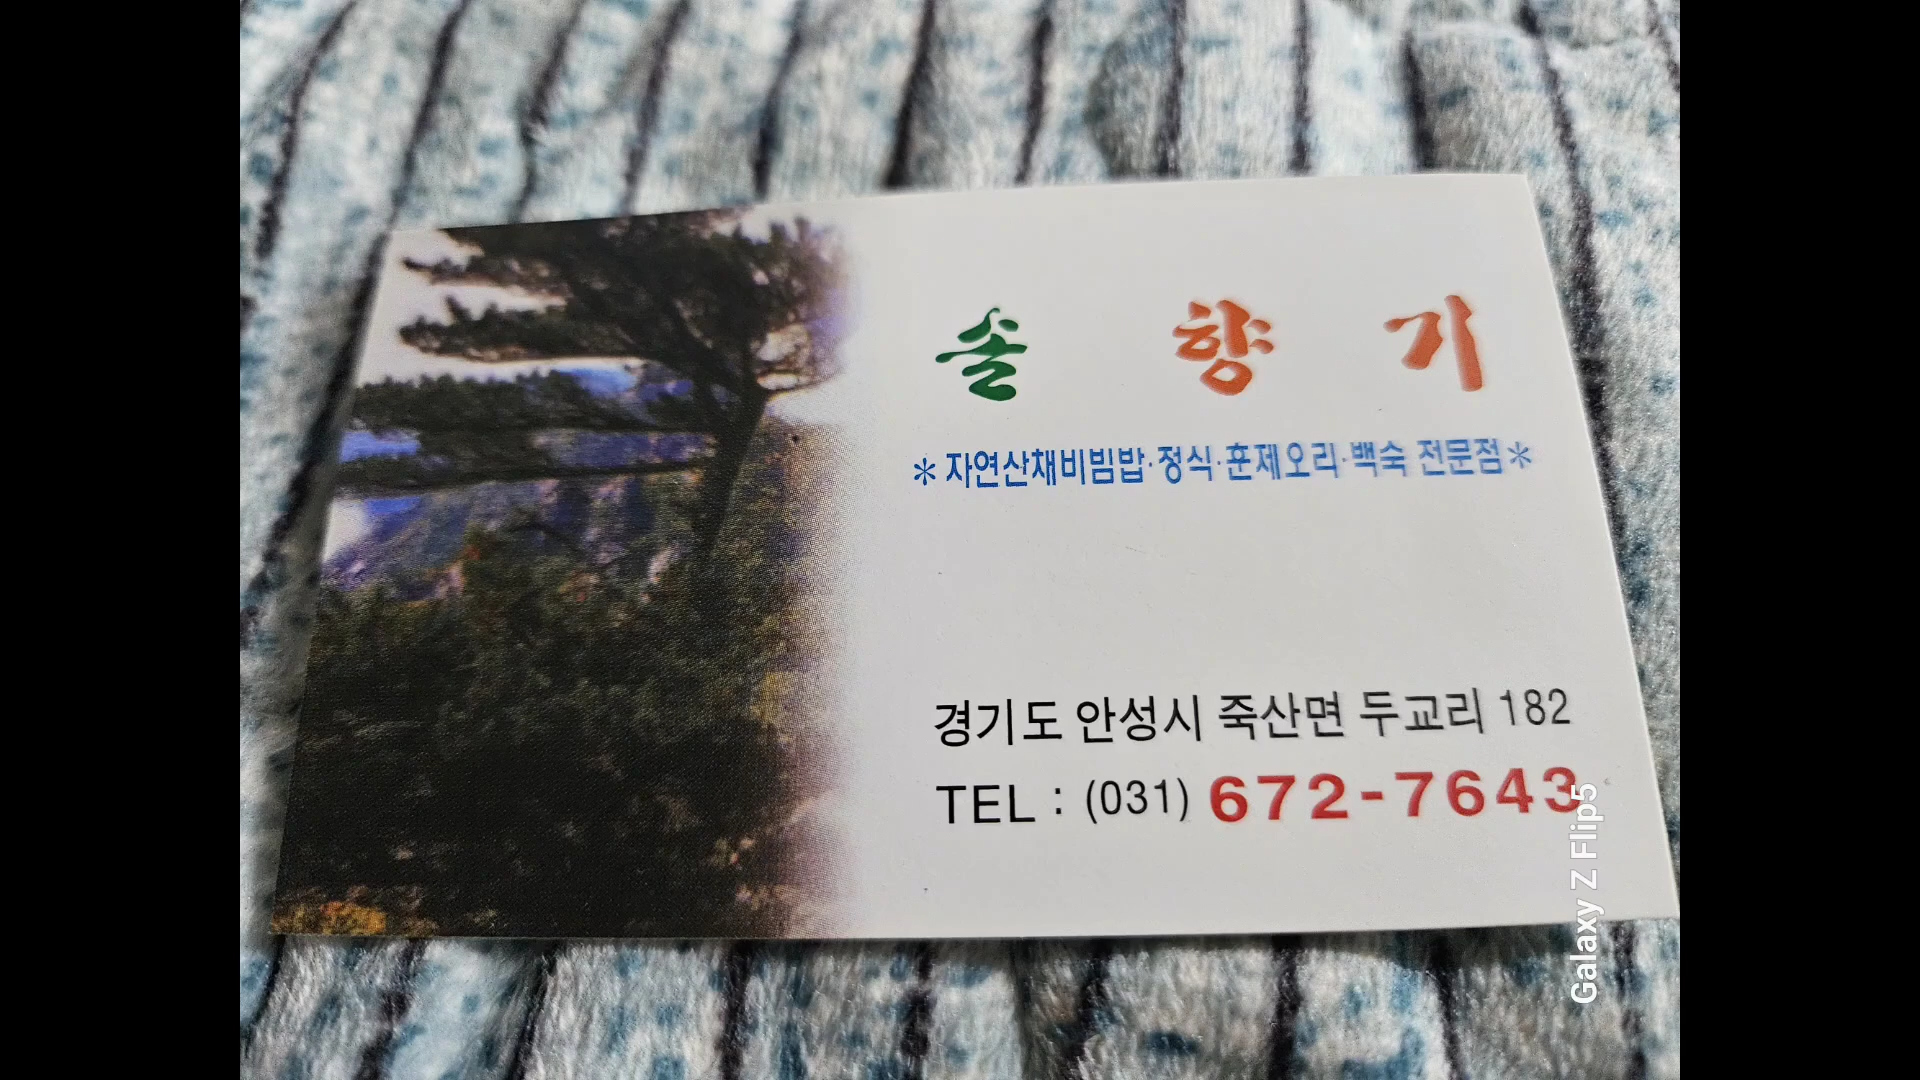 솔 향 기
*자연산채비빔밥·정식·훈제오리·백숙 전문점*
경기도 안성시 죽산면 두교리 182
TEL : (031) 672-7643
Galaxy Z Flip5